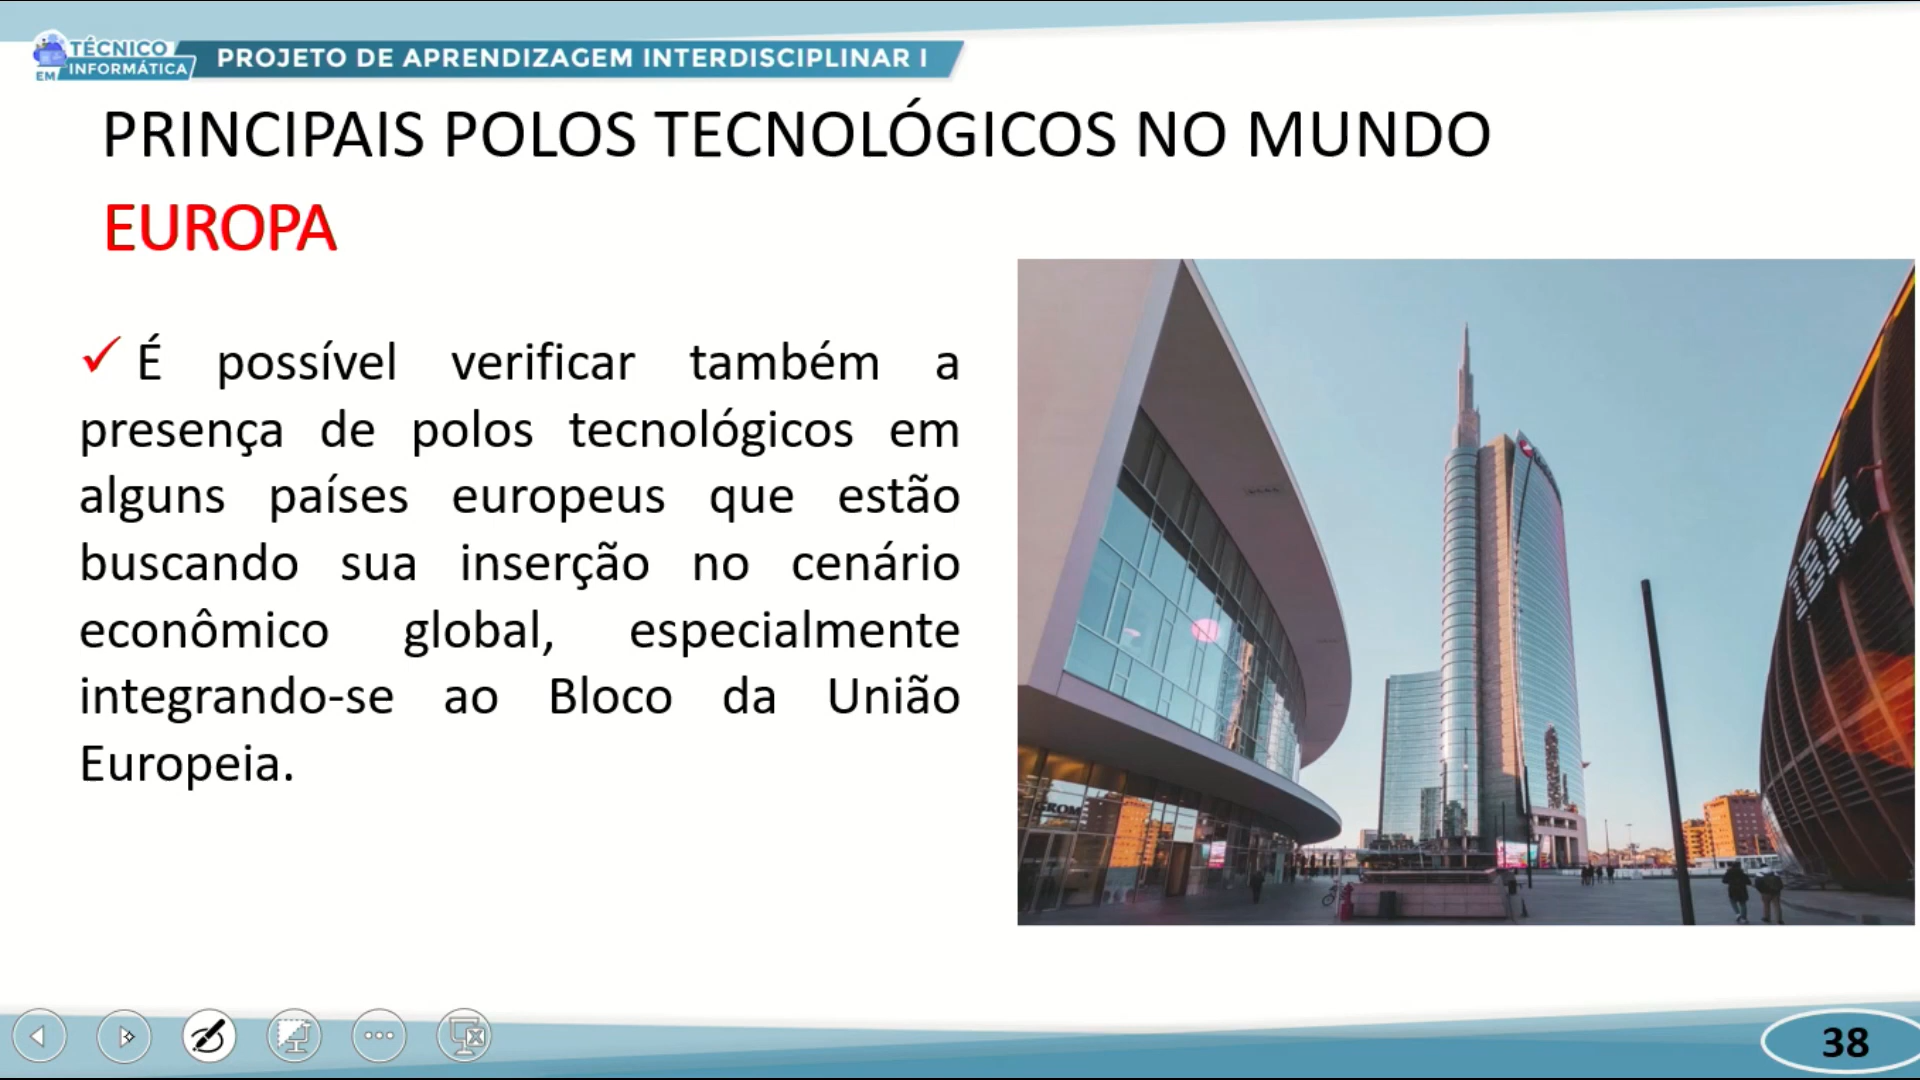 TÉCNICO
EM INFORMÁTICA
PROJETO DE APRENDIZAGEM INTERDISCIPLINAR I
PRINCIPAIS POLOS TECNOLÓGICOS NO MUNDO
EUROPA
É possível verificar também a
presença de polos tecnológicos em
alguns países europeus que estão
buscando sua inserção no cenário
econômico global, especialmente
integrando-se ao Bloco da União
Europeia.
IBM
GROM
38